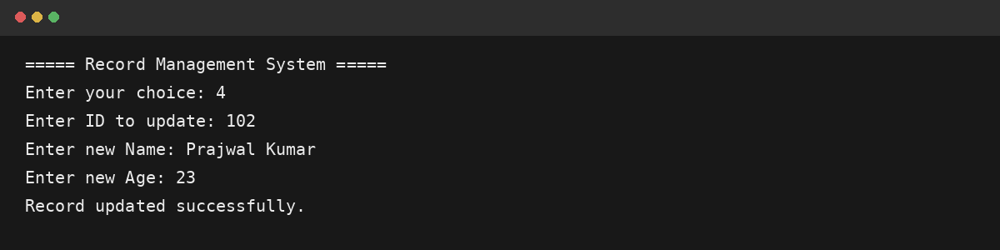 ===== Record Management System =====
Enter your choice: 4
Enter ID to update: 102
Enter new Name: Prajwal Kumar
Enter new Age: 23
Record updated successfully.